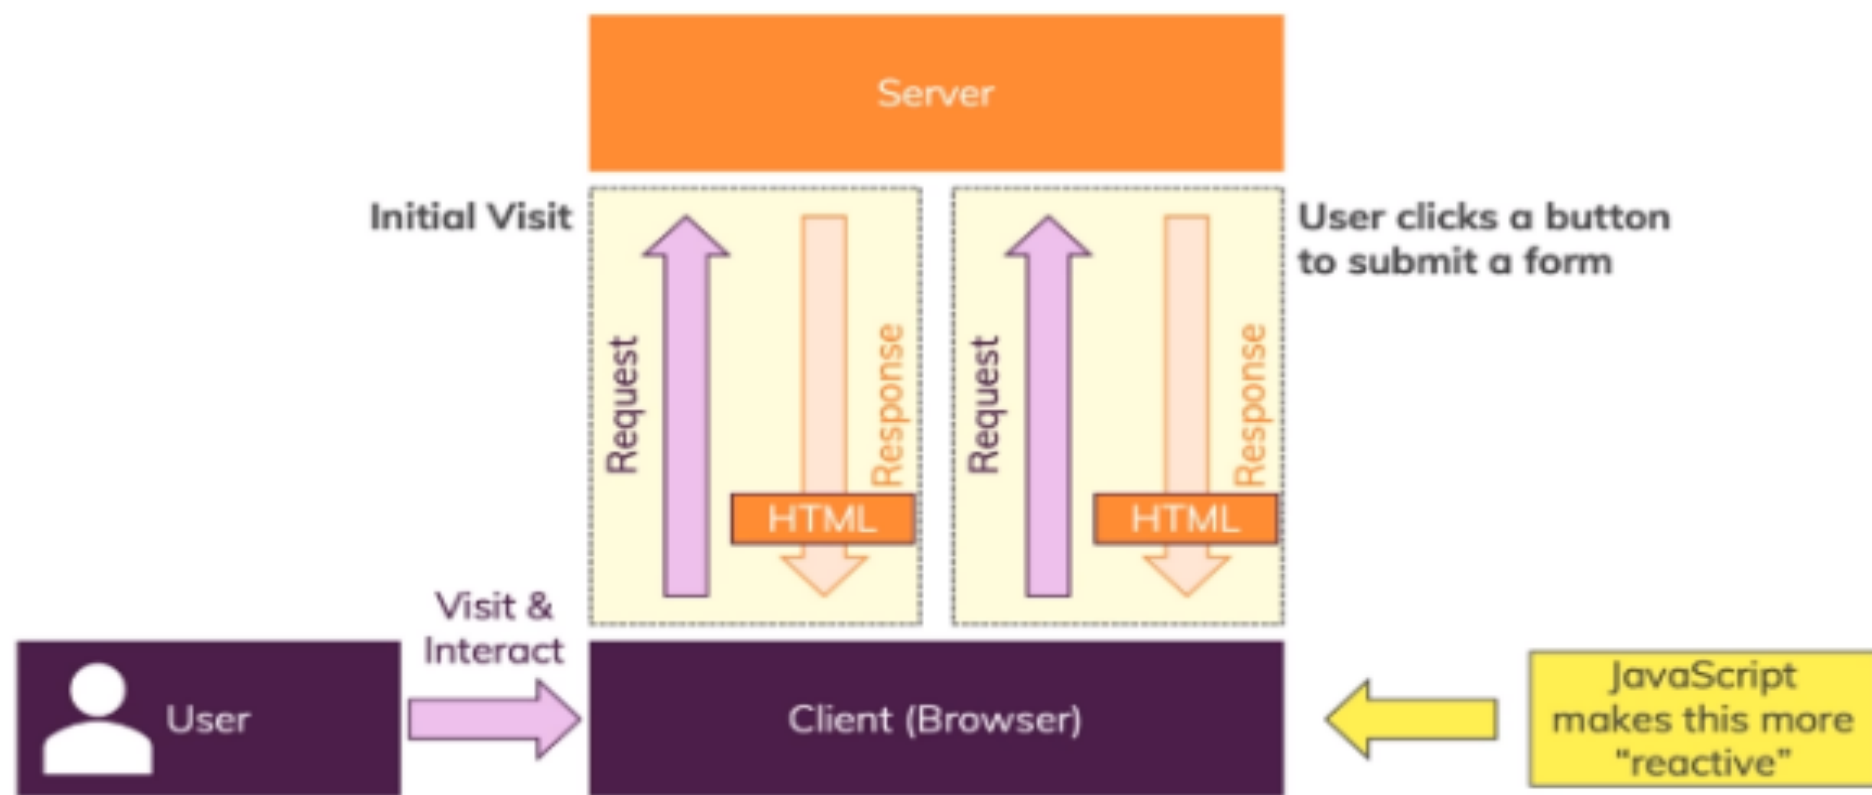 Server
Initial Visit
User clicks a button
to submit a form
Request
Response
HTML
Request
Response
HTML
Visit &
Interact
User
Client (Browser)
JavaScript
makes this more
“reactive”